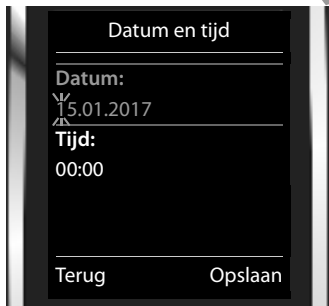 Datum en tijd
Datum:
15.01.2017
Tijd:
00:00
Terug Opslaan